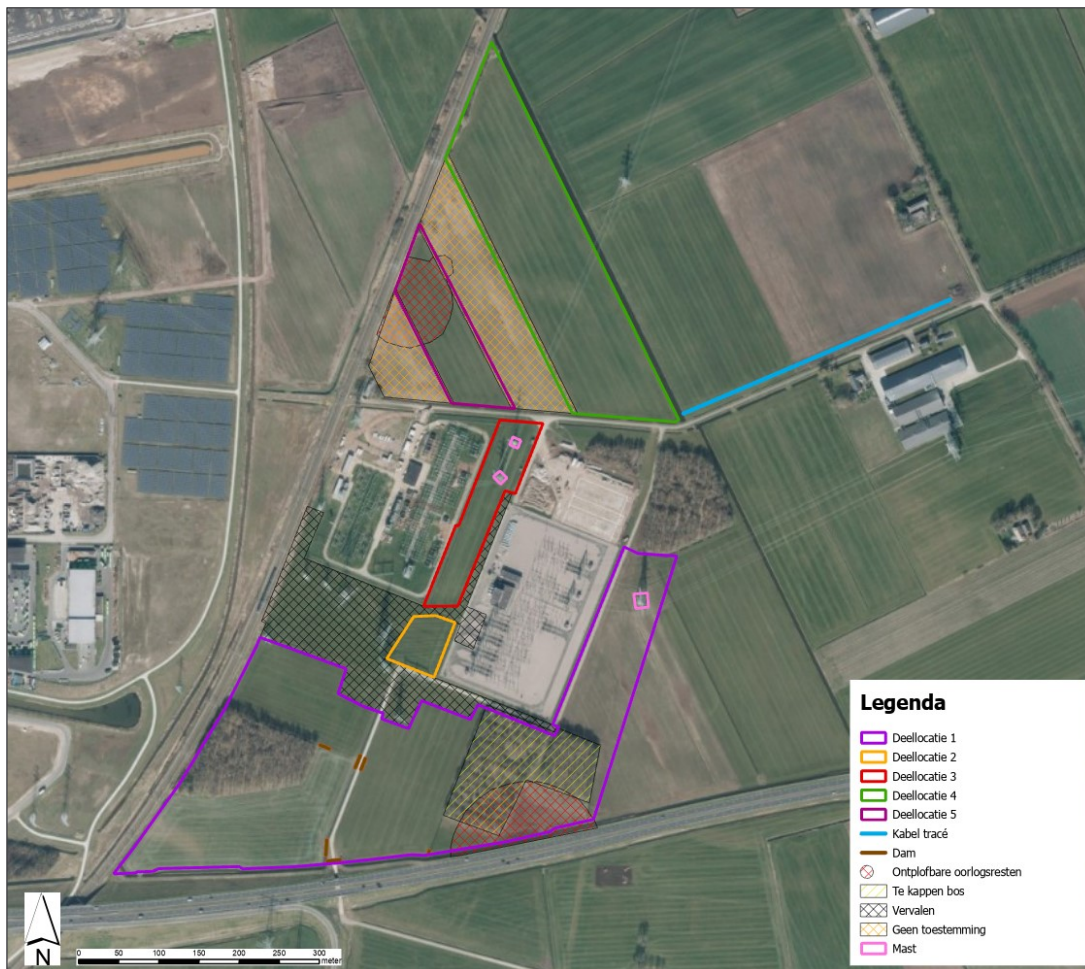 Legenda
Deellocatie 1
Deellocatie 2
Deellocatie 3
Deellocatie 4
Deellocatie 5
Kabel tracé
Dam
Ontplofbare oorlogsresten
Te kappen bos
Vervalen
Geen toestemming
Mast
N
0 50 100 150 200 250 300
meter